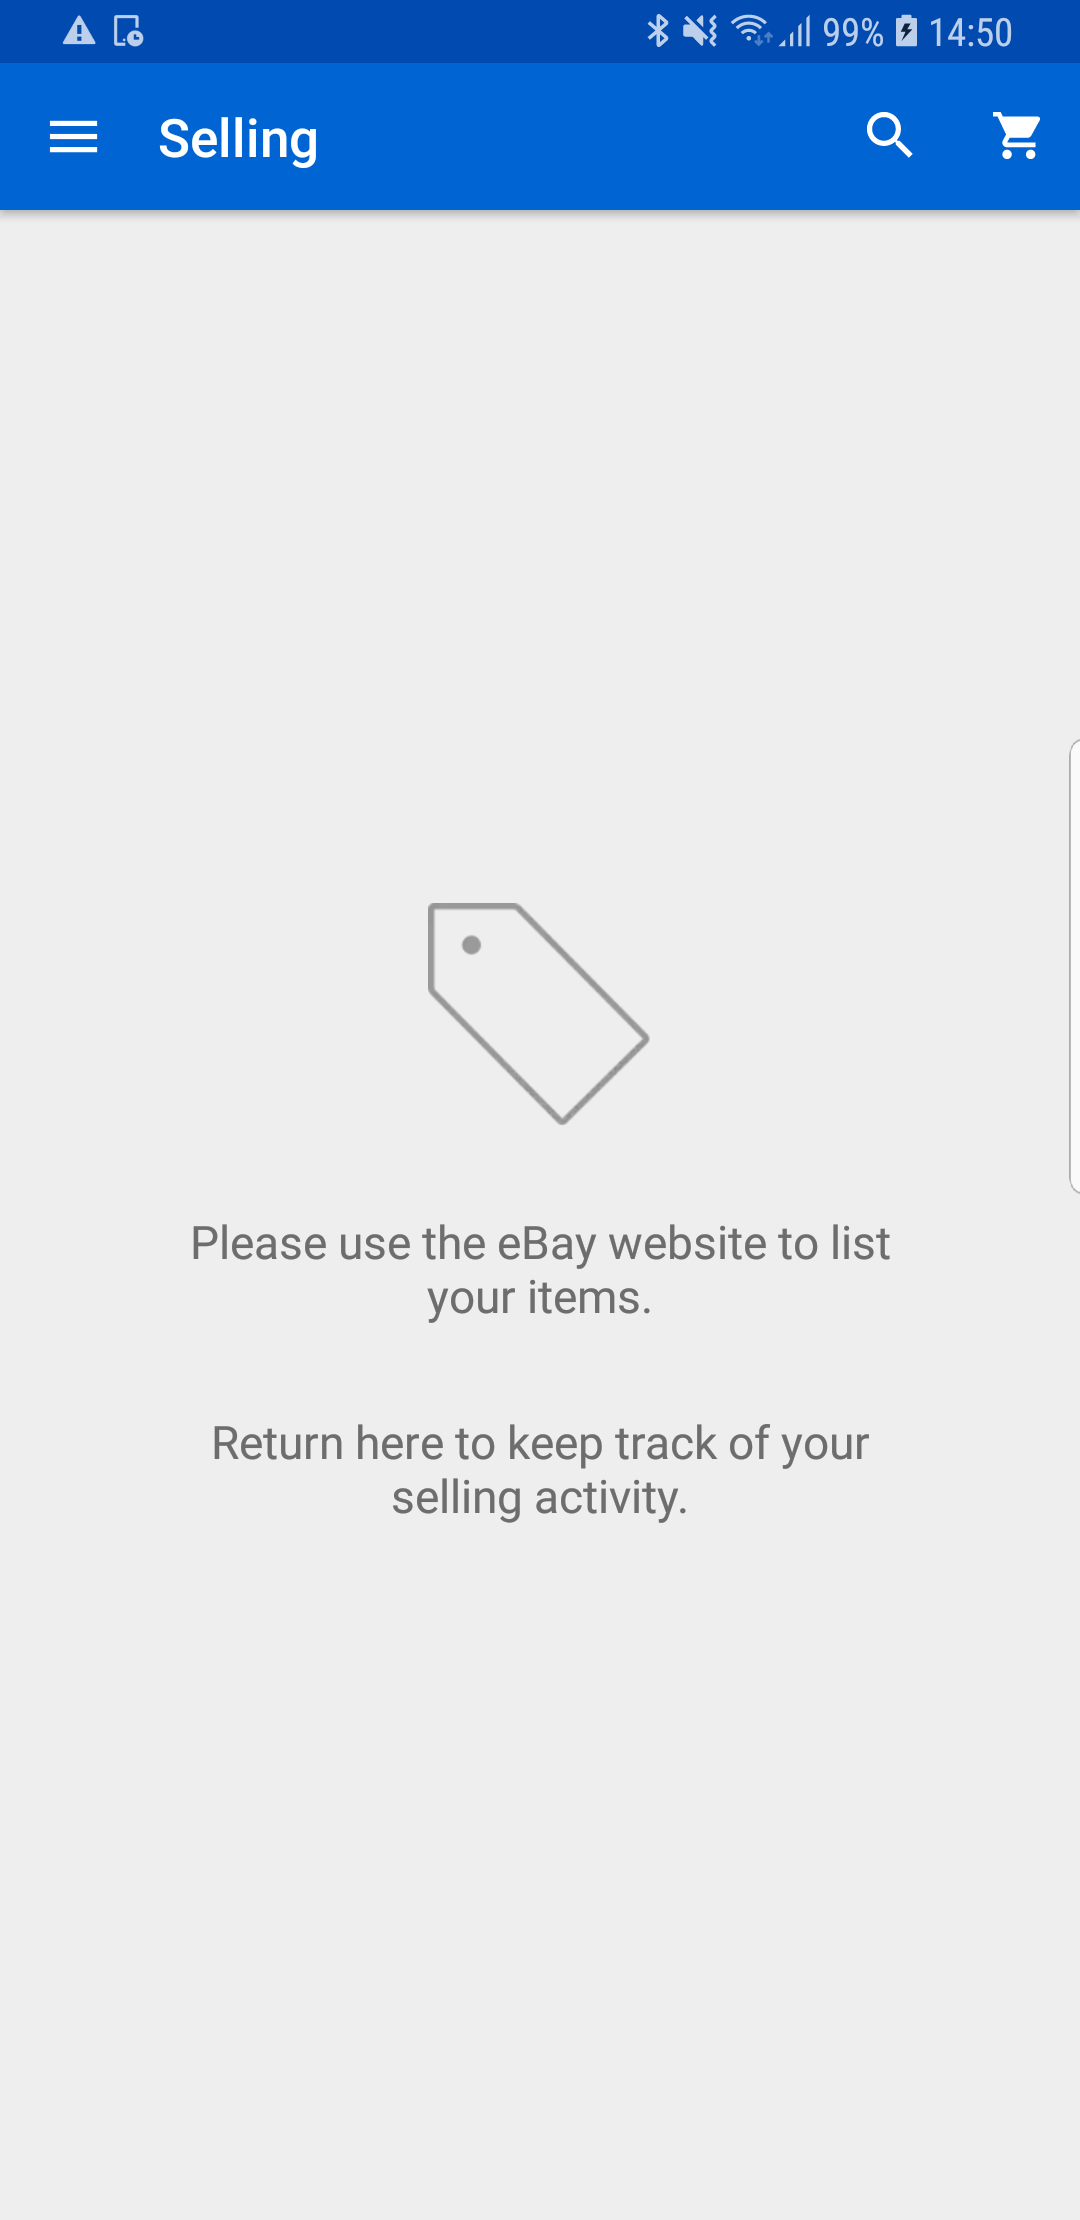 99% 14:50
Selling
Please use the eBay website to list
your items.
Return here to keep track of your
selling activity.